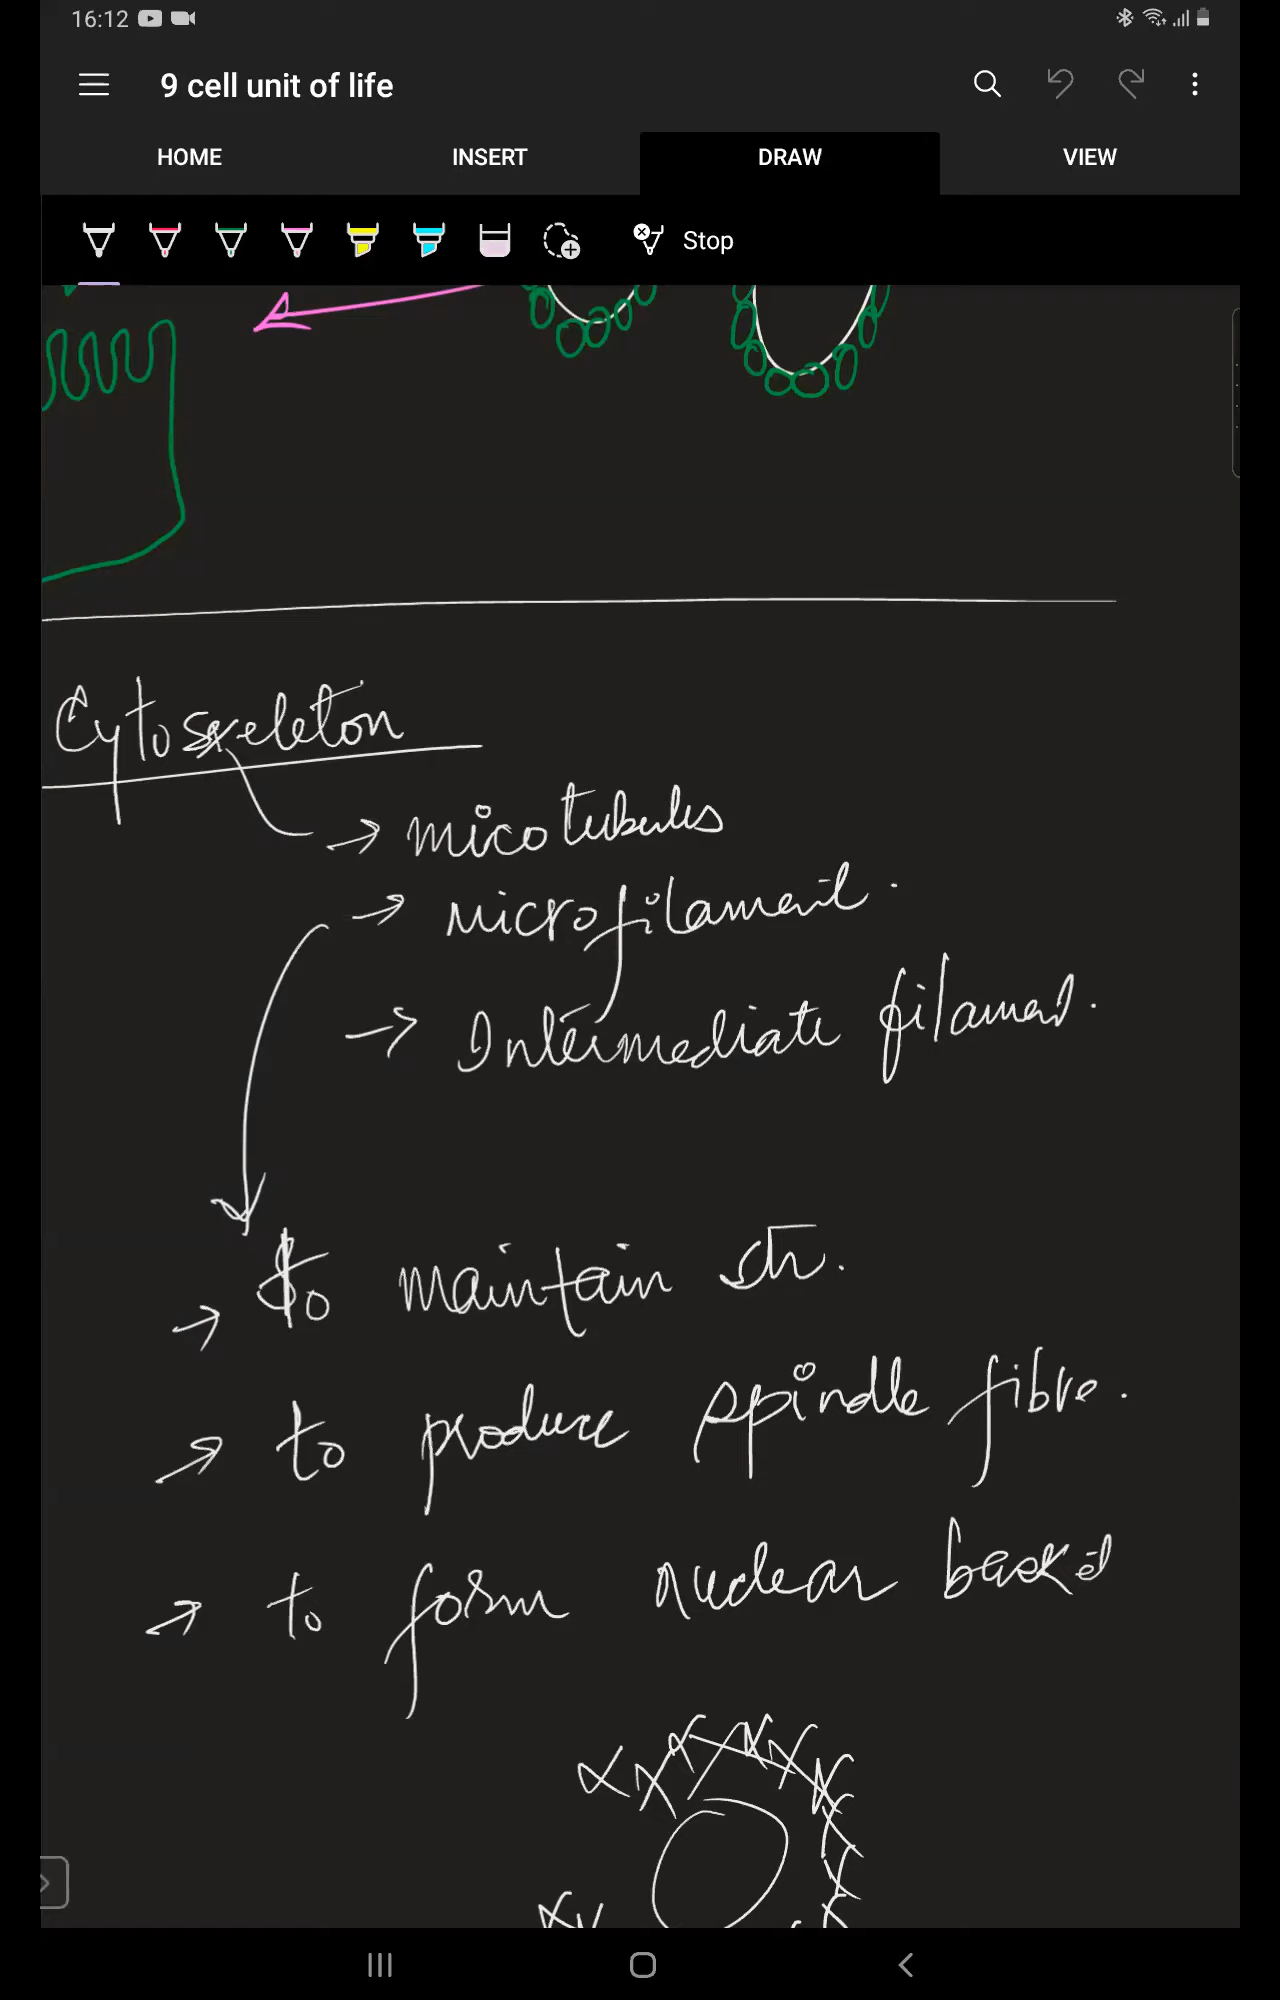 16:12
9 cell unit of life
HOME INSERT DRAW VIEW
Stop
Cytoskeleton
→ micotubules
→ microfilament.
→ Intermediate filament.
→ to maintain str.
→ to produce spindle fibre.
→ to form nuclear basket